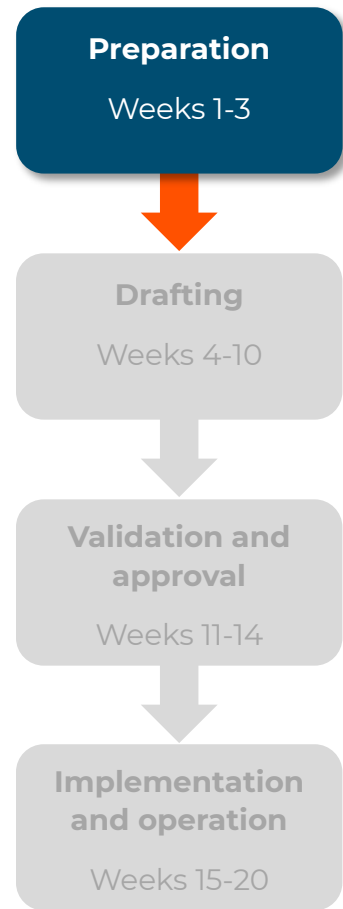 Preparation
Weeks 1-3
Drafting
Weeks 4-10
Validation and
approval
Weeks 11-14
Implementation
and operation
Weeks 15-20